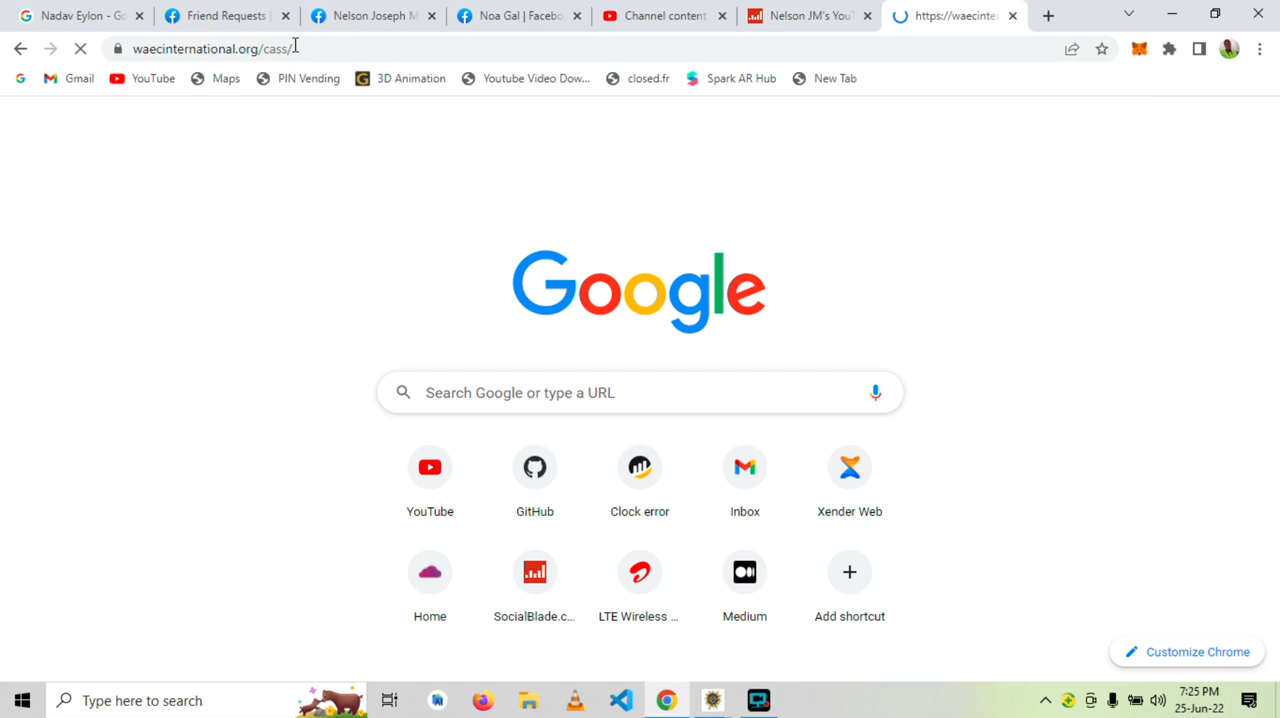 Nadav Eylon - Go
Friend Requests |
Nelson Joseph M
Noa Gal | Facebo
Channel content
Nelson JM's YouT
https://waecinter
waecinternational.org/cass/
Gmail
YouTube
Maps
PIN Vending
3D Animation
Youtube Video Dow...
closed.fr
Spark AR Hub
New Tab
Google
Search Google or type a URL
YouTube
GitHub
Clock error
Inbox
Xender Web
Home
SocialBlade.c...
LTE Wireless ...
Medium
Add shortcut
Customize Chrome
Type here to search
7:25 PM
25-Jun-22